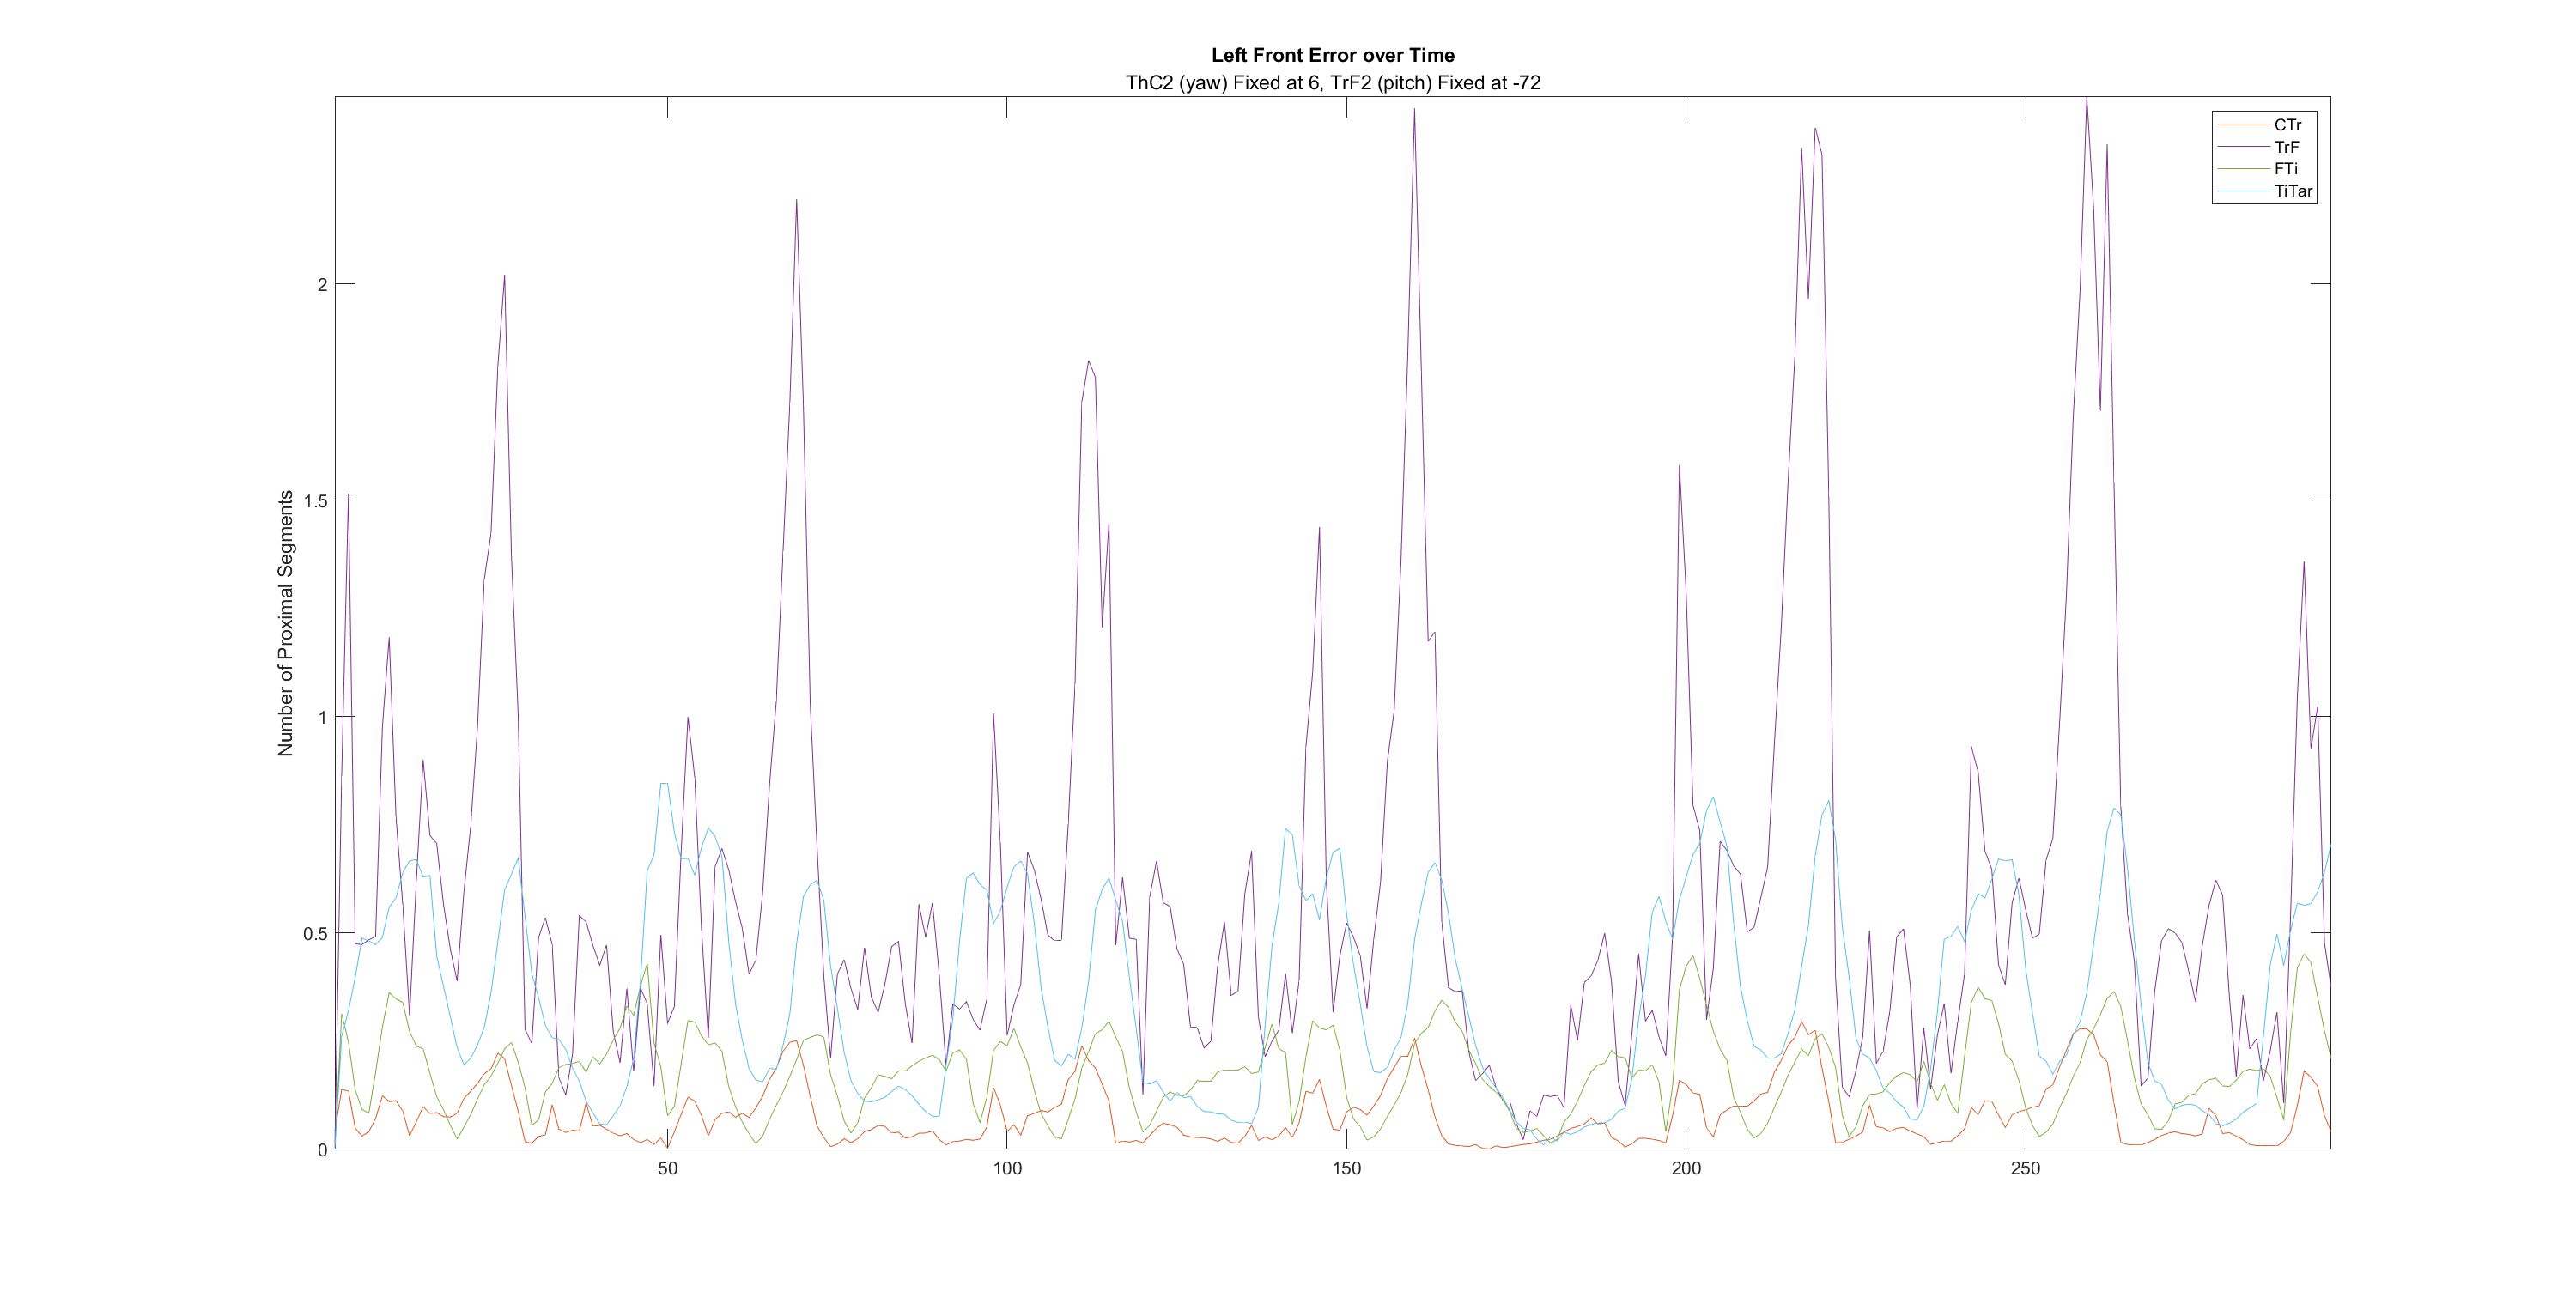 Left Front Error over Time
ThC2 (yaw) Fixed at 6, TrF2 (pitch) Fixed at -72
CTr
TrF
FTi
TiTar
Number of Proximal Segments
2
1.5
1
0.5
0
50
100
150
200
250